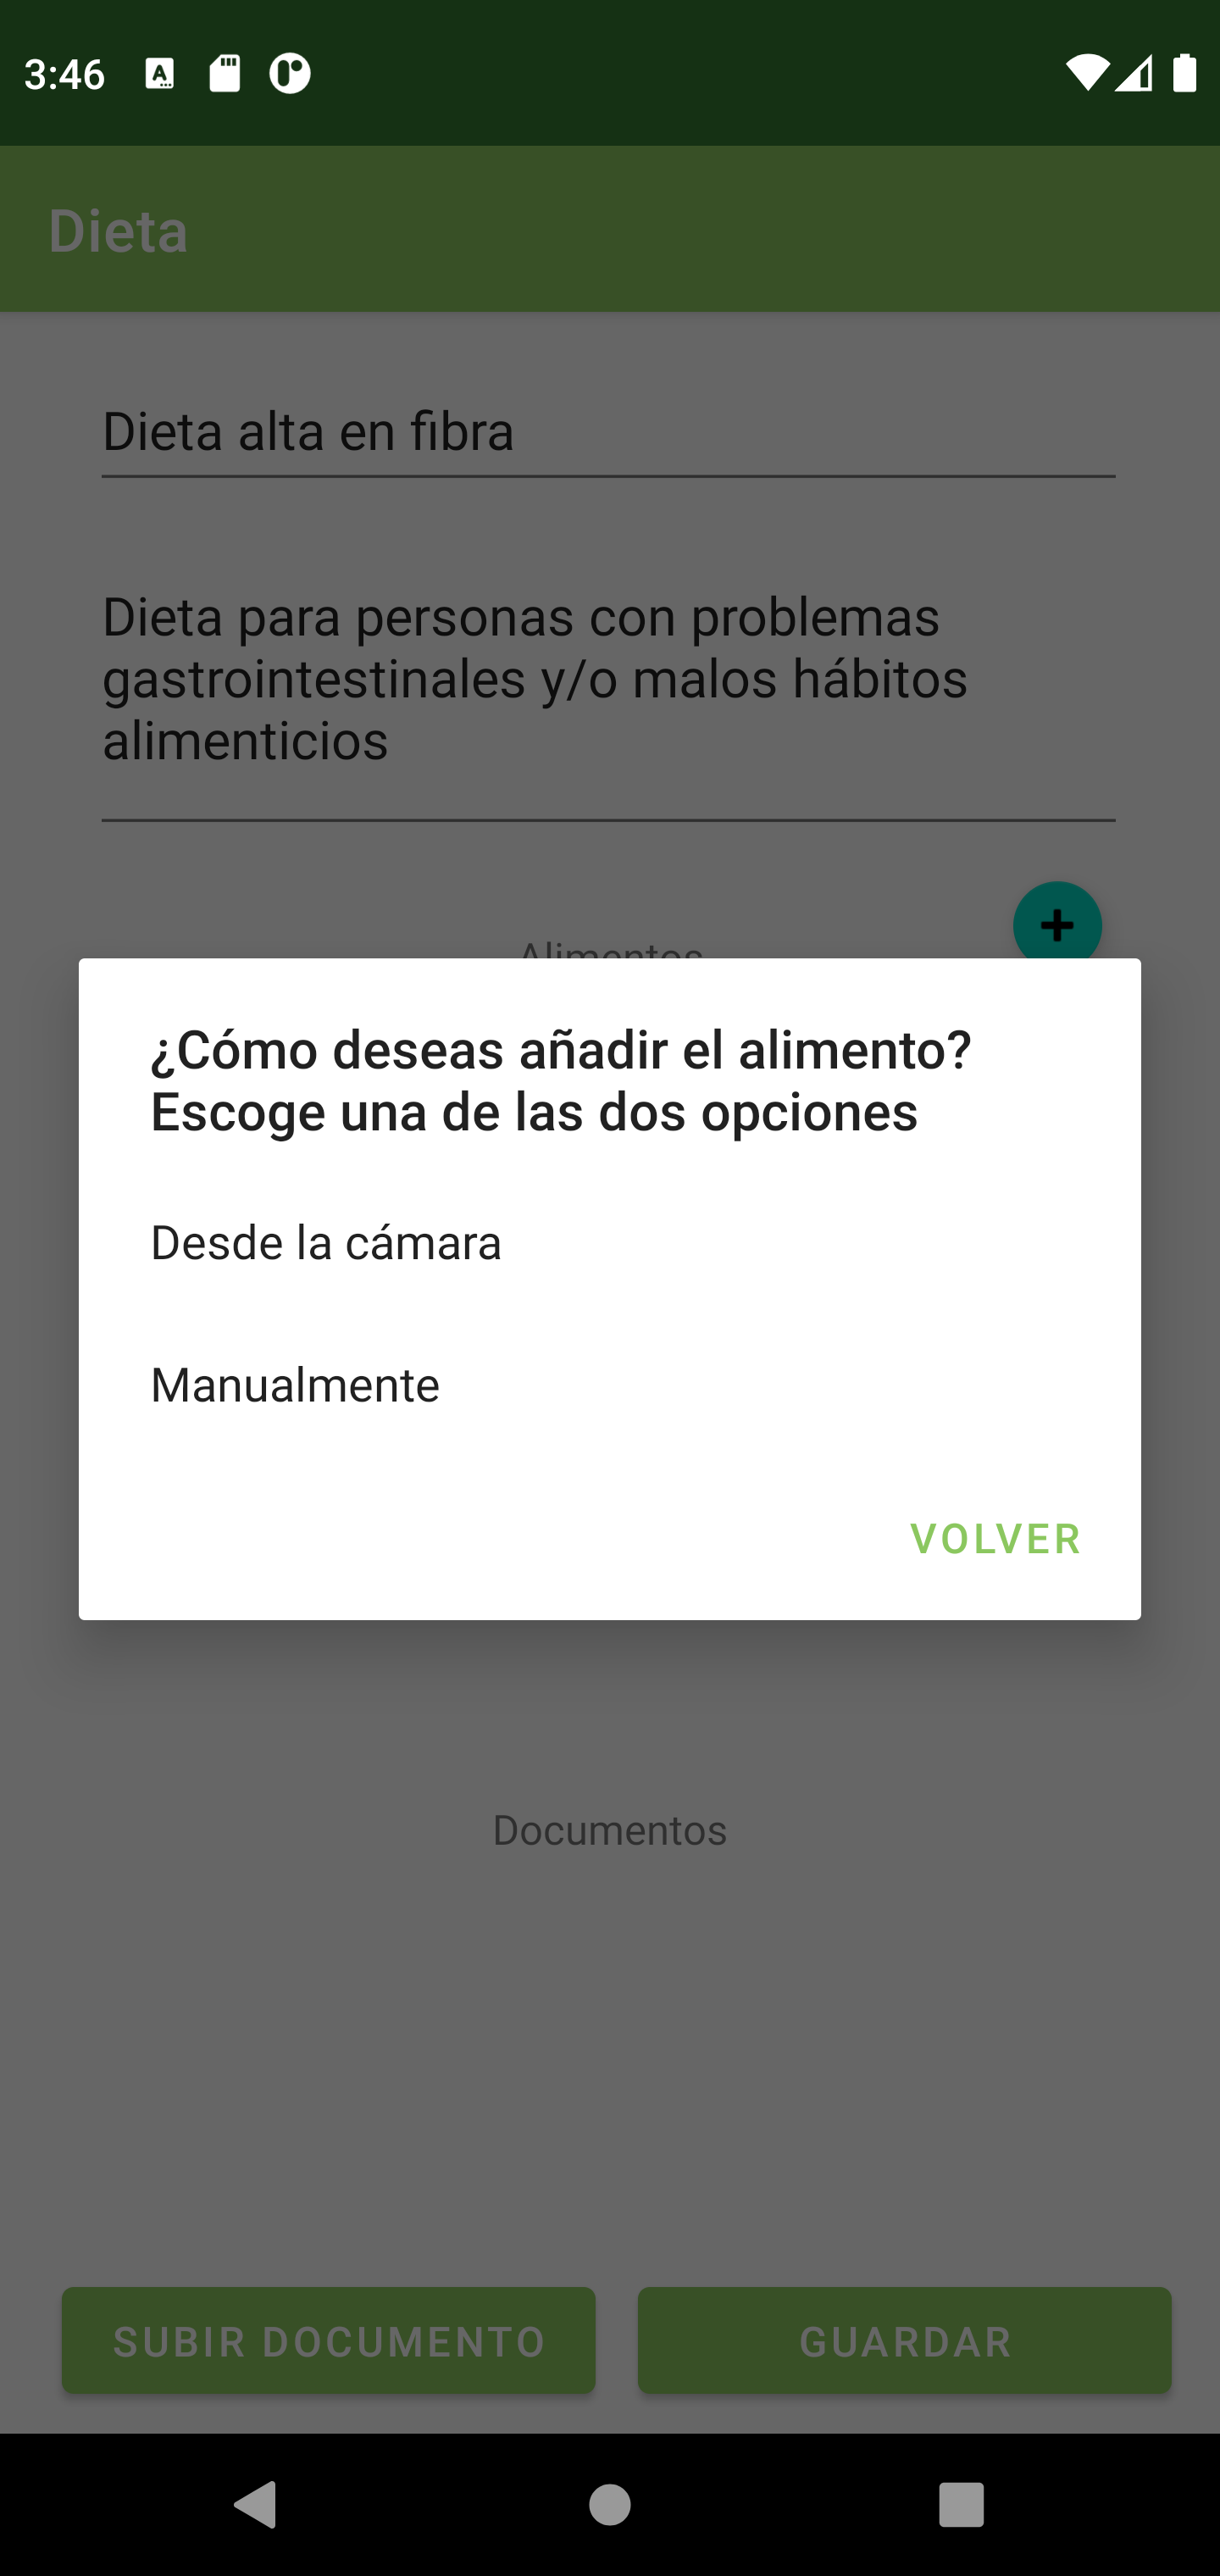 3:46
Dieta
Dieta alta en fibra
Dieta para personas con problemas
gastrointestinales y/o malos hábitos
alimenticios
Alimentos
¿Cómo deseas añadir el alimento?
Escoge una de las dos opciones
Desde la cámara
Manualmente
VOLVER
Documentos
SUBIR DOCUMENTO
GUARDAR